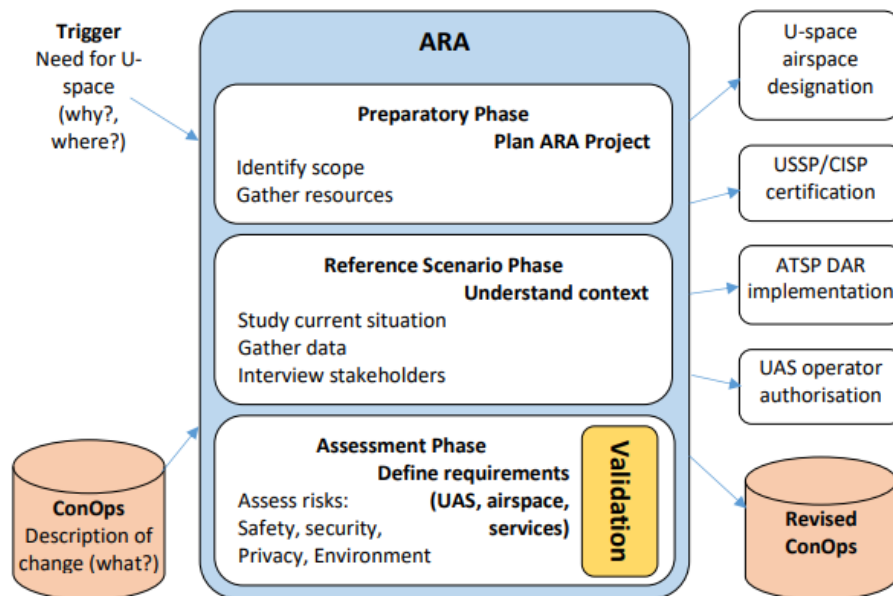 Trigger
Need for U-
space
(why?,
where?)
ConOps
Description of
change (what?)
ARA
Preparatory Phase
Plan ARA Project
Identify scope
Gather resources
Reference Scenario Phase
Understand context
Study current situation
Gather data
Interview stakeholders
Assessment Phase
Define requirements
Assess risks: (UAS, airspace,
Safety, security, services)
Privacy, Environment
Validation
U-space
airspace
designation
USSP/CISP
certification
ATSP DAR
implementation
UAS operator
authorisation
Revised
ConOps